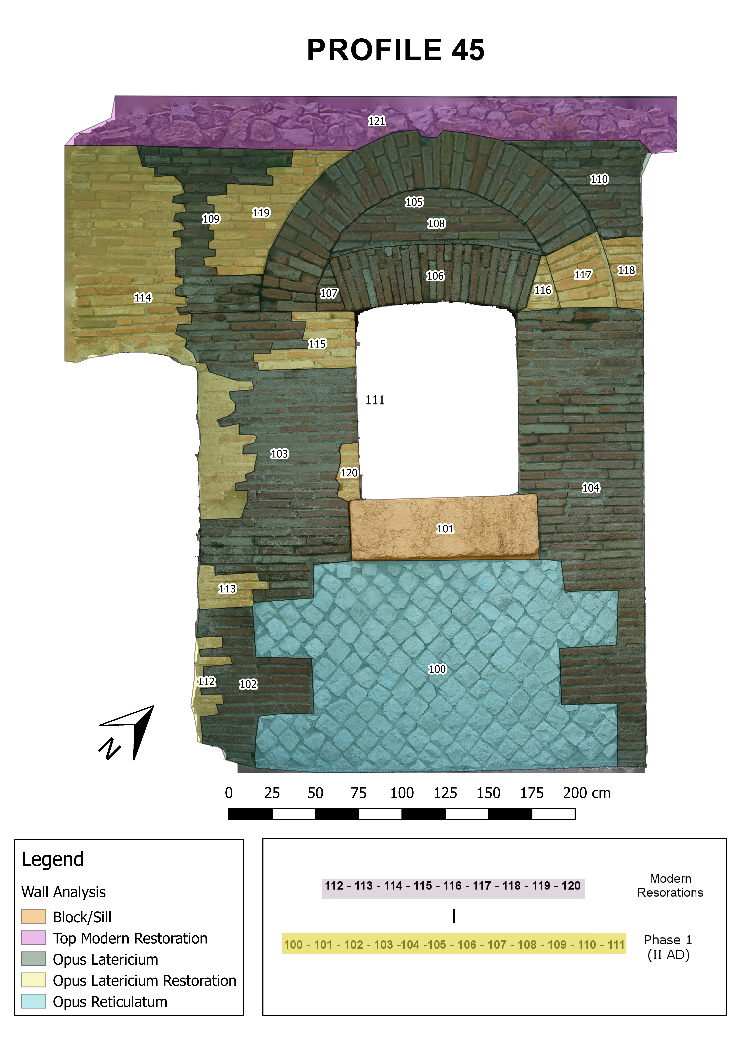 PROFILE 45
121
110
105
109
119
108
117
118
106
116
107
114
115
111
103
120
104
101
113
100
112
102
N
0 25 50 75 100 125 150 175 200 cm
Legend
Wall Analysis
Block/Sill
Top Modern Restoration
Opus Latericium
Opus Latericium Restoration
Opus Reticulatum
112 - 113 - 114 - 115 - 116 - 117 - 118 - 119 - 120
Modern
Resorations
100 - 101 - 102 - 103 -104 -105 - 106 - 107 - 108 - 109 - 110 - 111
Phase 1
(II AD)